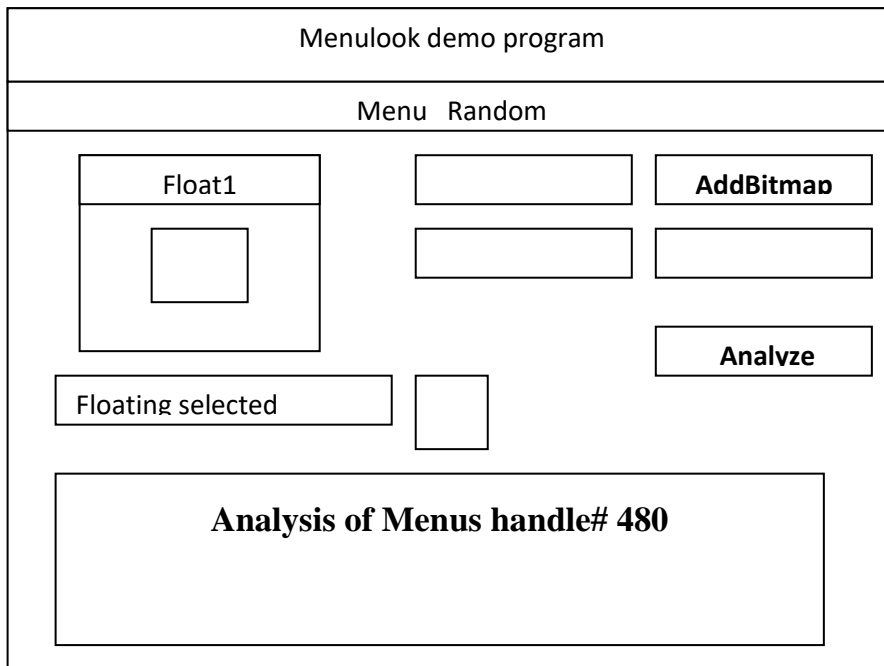 Menulook demo program
Menu Random
Float1
AddBitmap
Analyze
Floating selected
Analysis of Menus handle# 480